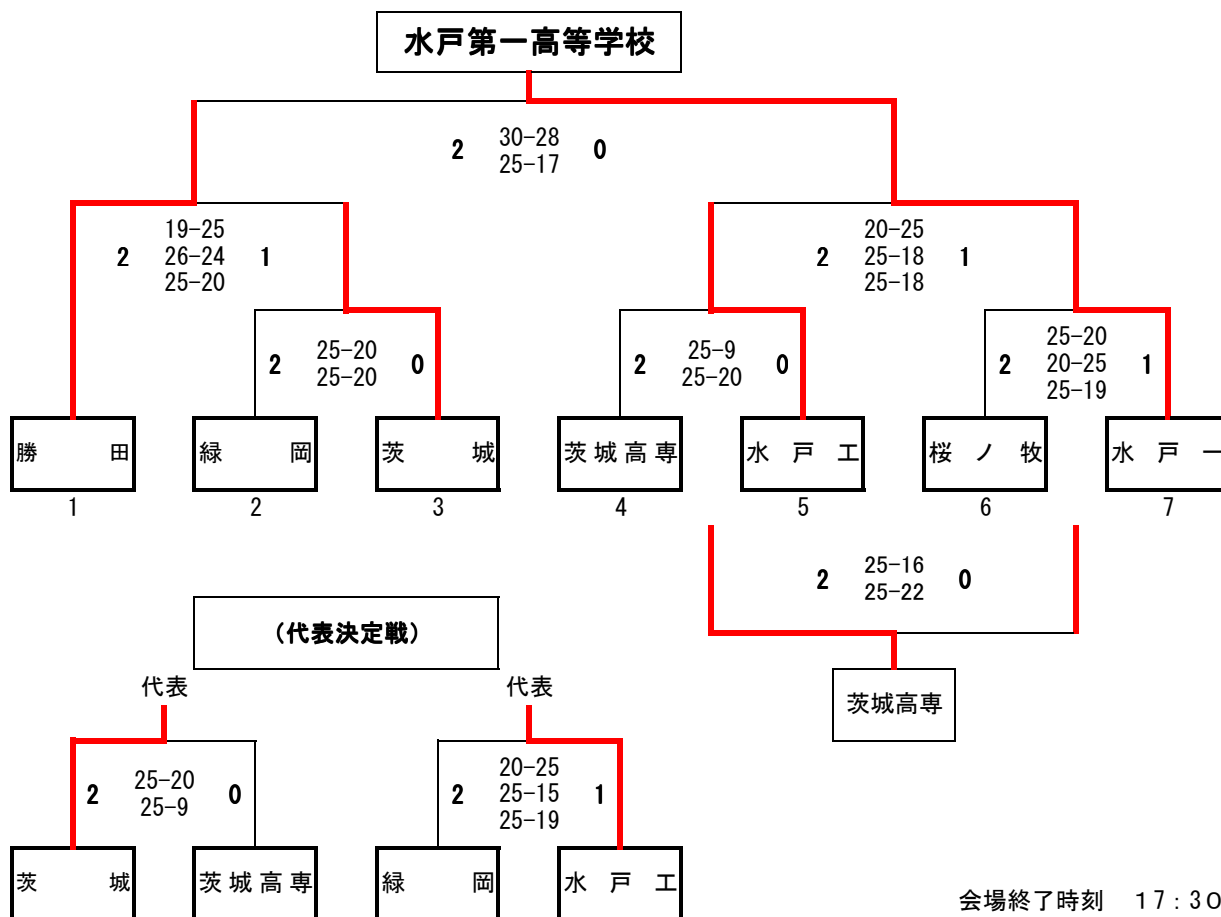 水戸第一高等学校
2 30-28 0
25-17
19-25
2 26-24 1
25-20
20-25
2 25-18 1
25-18
2 25-20 0
25-20
2 25-9 0
25-20
25-20
2 20-25 1
25-19
勝田 緑岡 茨城 茨城高専 水戸工 桜ノ牧 水戸一
1 2 3 4 5 6 7
2 25-16 0
25-22
茨城高専
(代表決定戦)
代表 代表
2 25-20 0
25-9
20-25
2 25-15 1
25-19
茨城 茨城高専 緑岡 水戸工
会場終了時刻 17:30